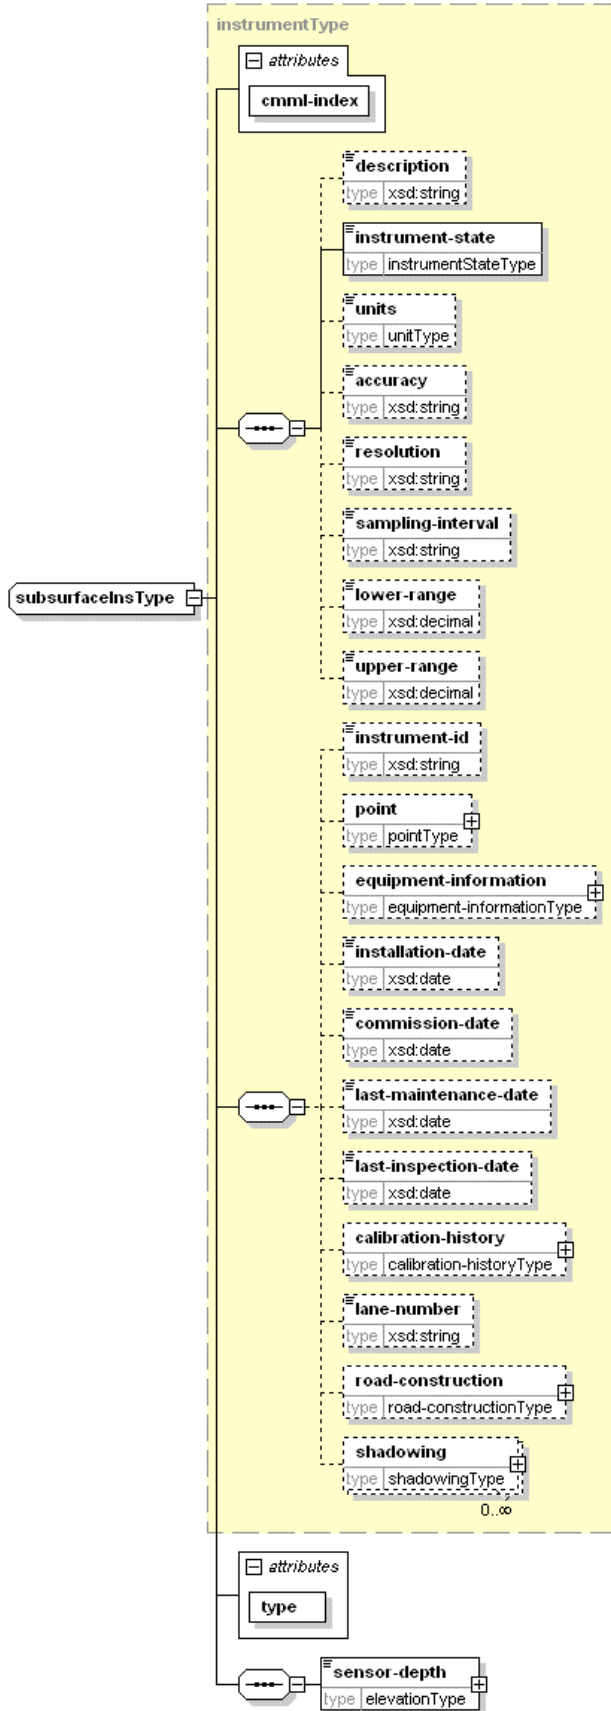 instrumentType
attributes
cmml-index
description
type xsd:string
instrument-state
type instrumentStateType
units
type unitType
accuracy
type xsd:string
resolution
type xsd:string
sampling-interval
type xsd:string
subsurfaceInsType
lower-range
type xsd:decimal
upper-range
type xsd:decimal
instrument-id
type xsd:string
point
type pointType
equipment-information
type equipment-informationType
installation-date
type xsd:date
commission-date
type xsd:date
last-maintenance-date
type xsd:date
last-inspection-date
type xsd:date
calibration-history
type calibration-historyType
lane-number
type xsd:string
road-construction
type road-constructionType
shadowing
type shadowingType
0..∞
attributes
type
sensor-depth
type elevationType